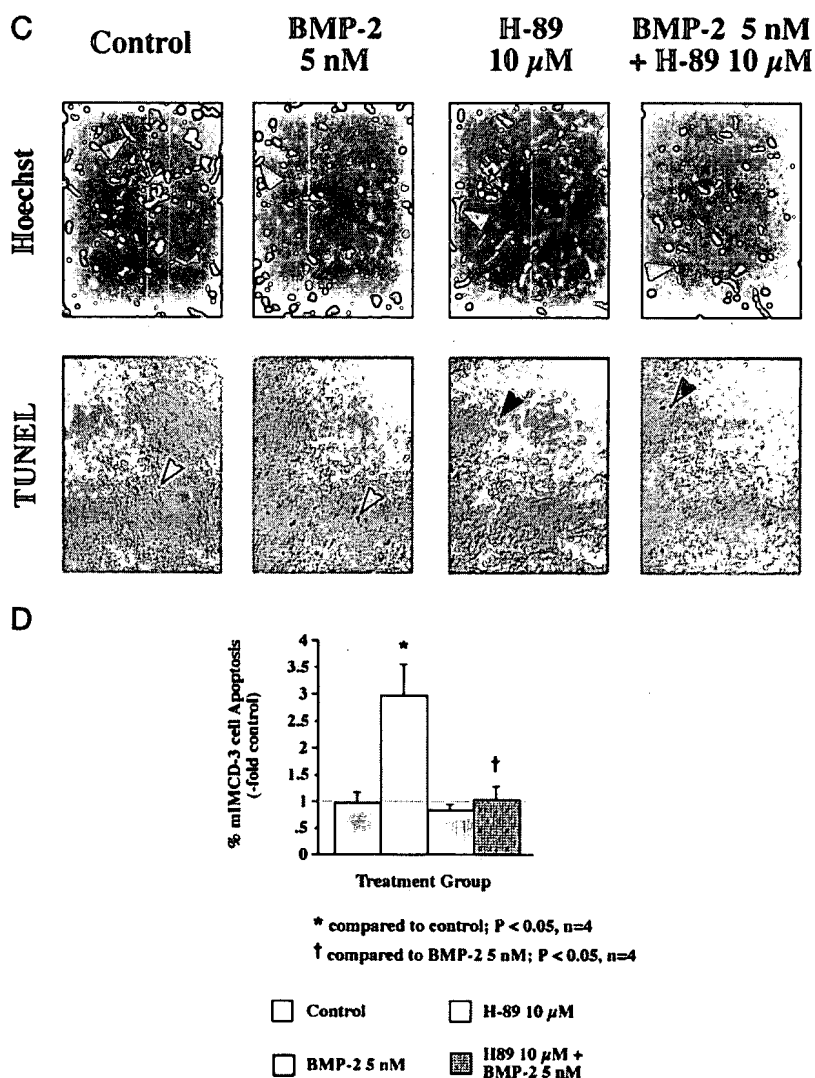 C
Control
BMP-2
5 nM
H-89
10 µM
BMP-2 5 nM
+ H-89 10 µM
Hoechst
TUNEL
D
% mIMCD-3 cell Apoptosis
(-fold control)
4
3.5
3
2.5
2
1.5
1
.5
0
*
†
Treatment Group
* compared to control; P < 0.05, n=4
† compared to BMP-2 5 nM; P < 0.05, n=4
Control
H-89 10 µM
BMP-2 5 nM
H89 10 µM +
BMP-2 5 nM